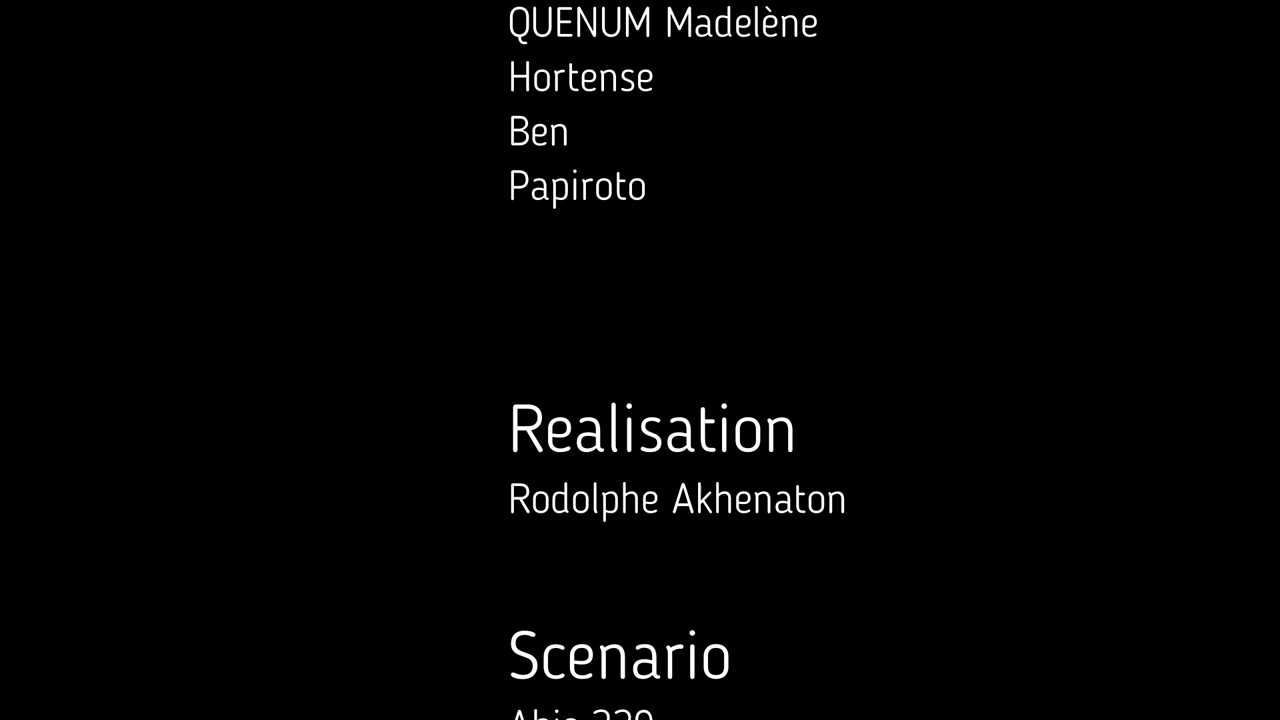 QUENUM Madelène
Hortense
Ben
Papiroto
Realisation
Rodolphe Akhenaton
Scenario